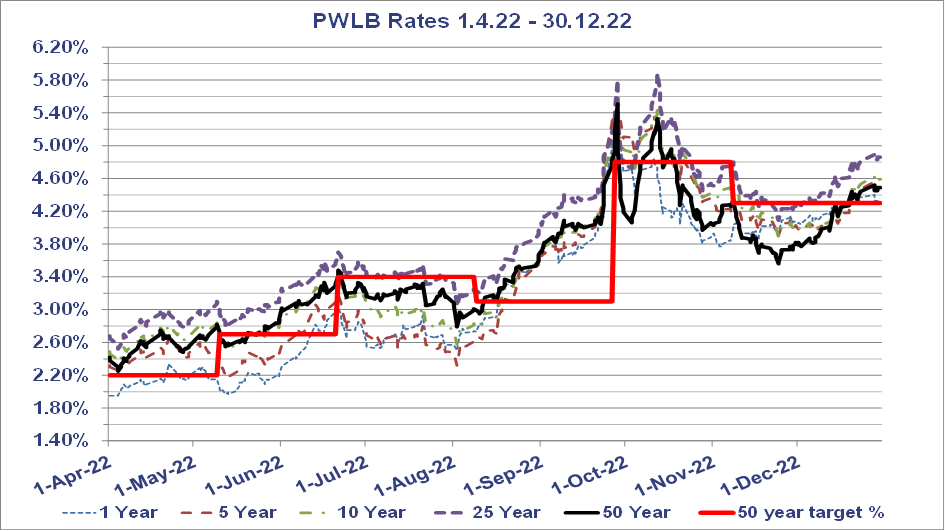 PWLB Rates 1.4.22 - 30.12.22
6.20%
5.80%
5.40%
5.00%
4.60%
4.20%
3.80%
3.40%
3.00%
2.60%
2.20%
1.80%
1.40%
1-Apr-22
1-May-22
1-Jun-22
1-Jul-22
1-Aug-22
1-Sep-22
1-Oct-22
1-Nov-22
1-Dec-22
1 Year 5 Year 10 Year 25 Year 50 Year 50 year target %